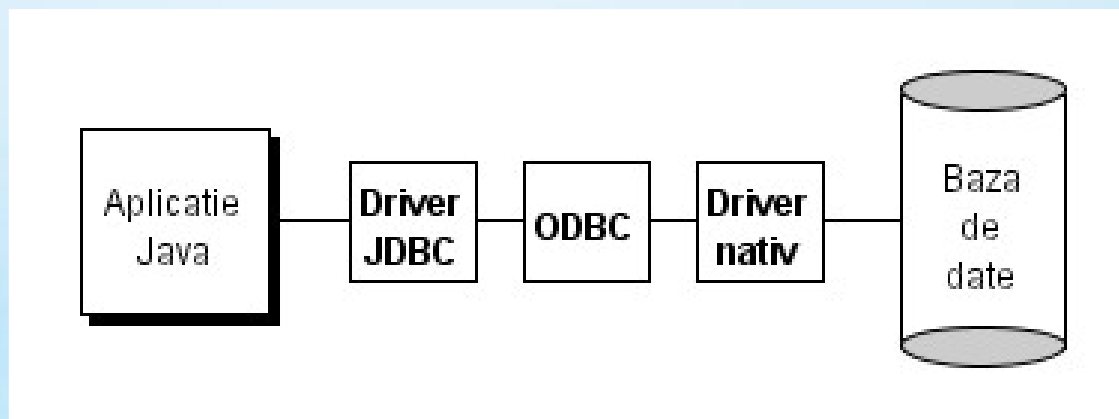 Aplicatie
Java
Driver
JDBC
ODBC
Driver
nativ
Baza
de
date